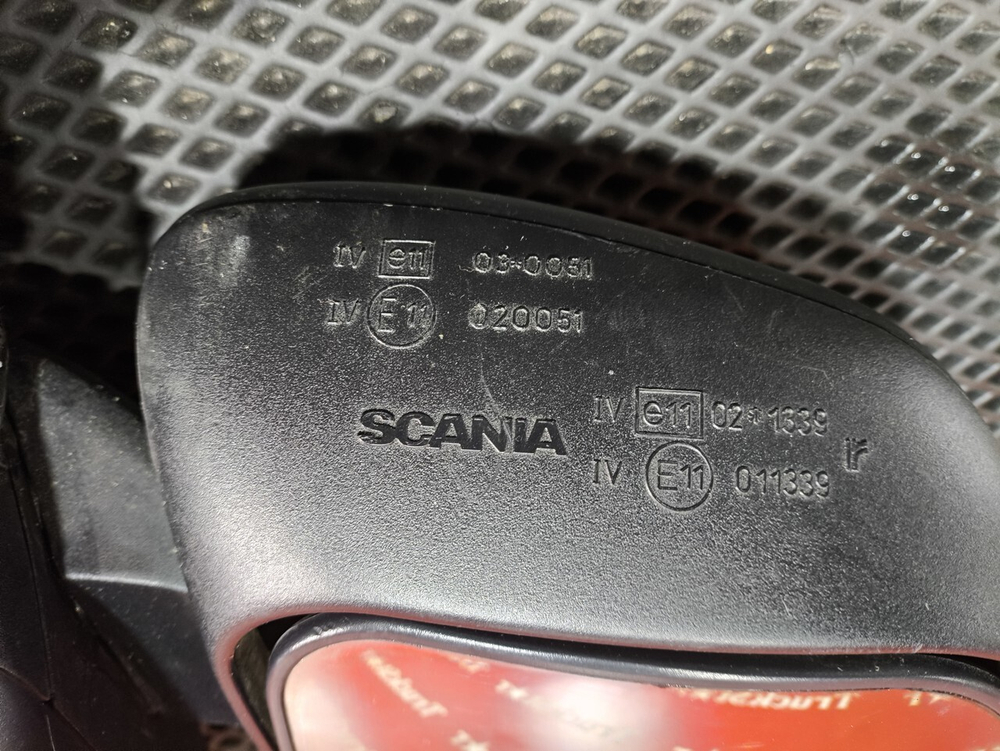 IV e11 03*0051
IV E11 020051
SCANIA
IV e11 02*1339
IV E11 011339